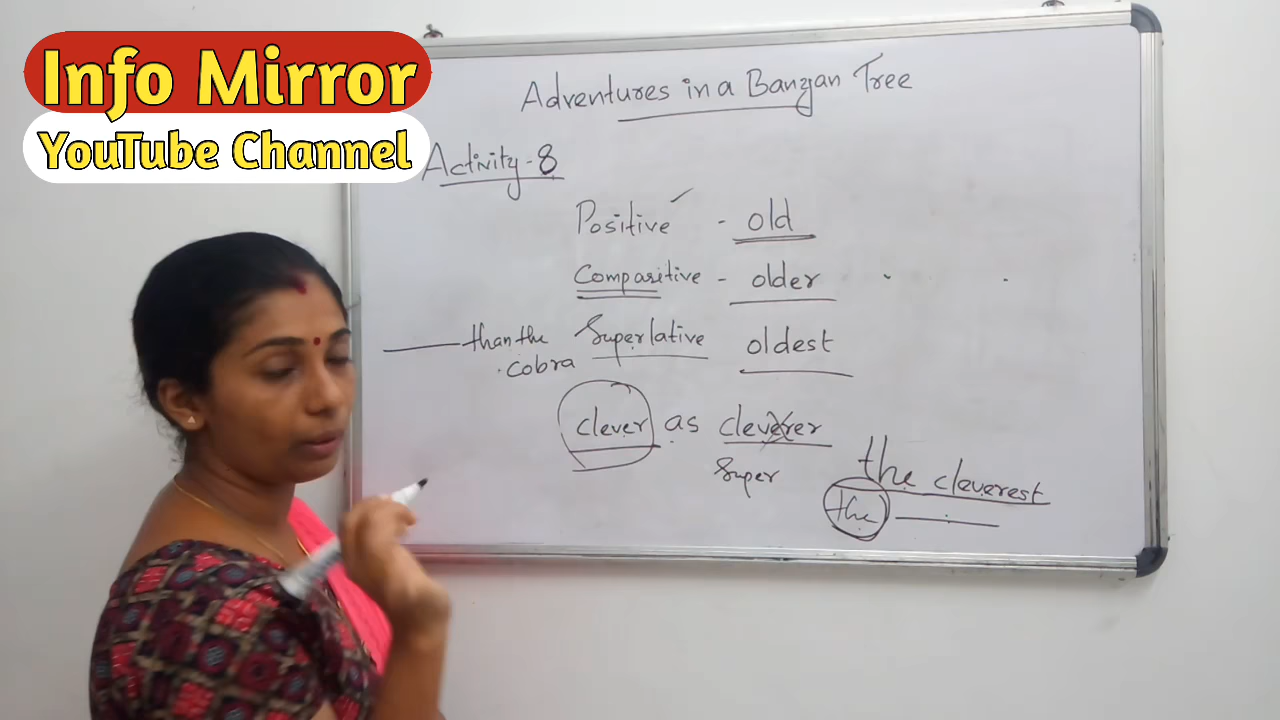 Info Mirror
YouTube Channel
Adventures in a Banyan Tree
Activity-8
Positive ✓ - old
Comparitive - older
Superlative oldest
than the
cobra
clever as cleverer
Super
the cleverest
the